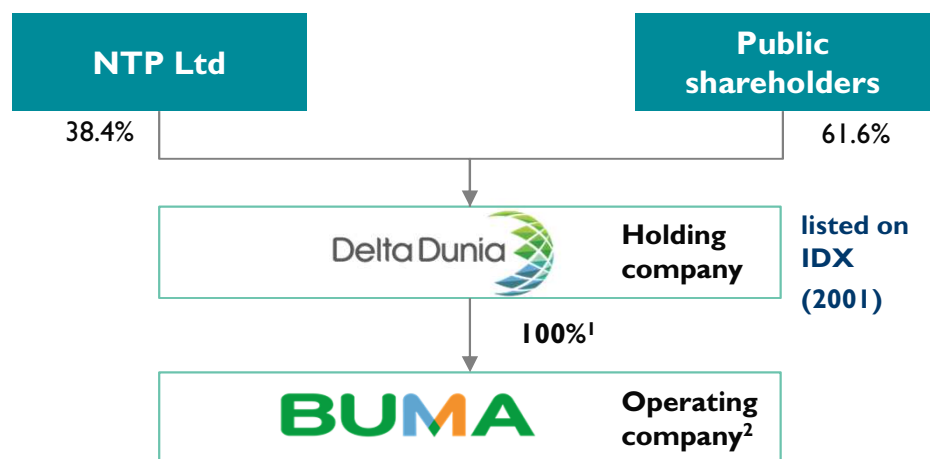 NTP Ltd
Public
shareholders
38.4%
61.6%
Delta Dunia
Holding
company
listed on
IDX
(2001)
100%¹
BUMA
Operating
company²